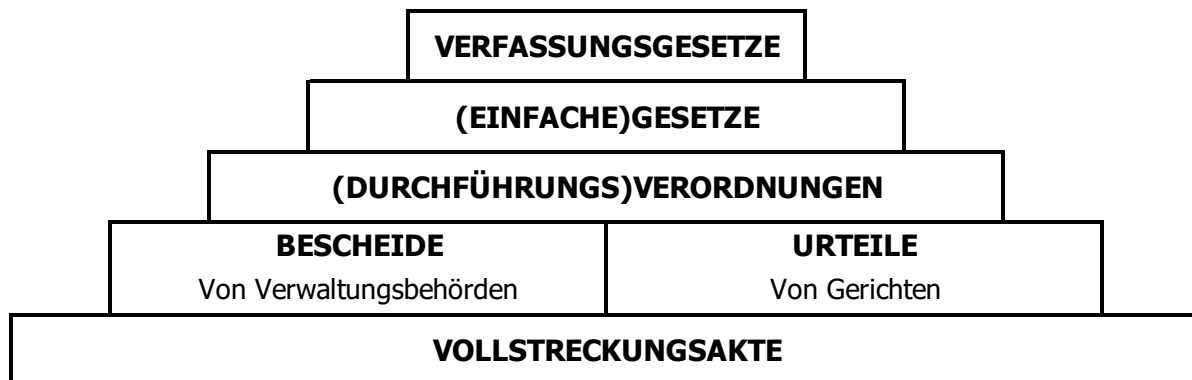 VERFASSUNGSGESETZE
(EINFACHE)GESETZE
(DURCHFÜHRUNGS)VERORDNUNGEN
BESCHEIDE
Von Verwaltungsbehörden
URTEILE
Von Gerichten
VOLLSTRECKUNGSAKTE